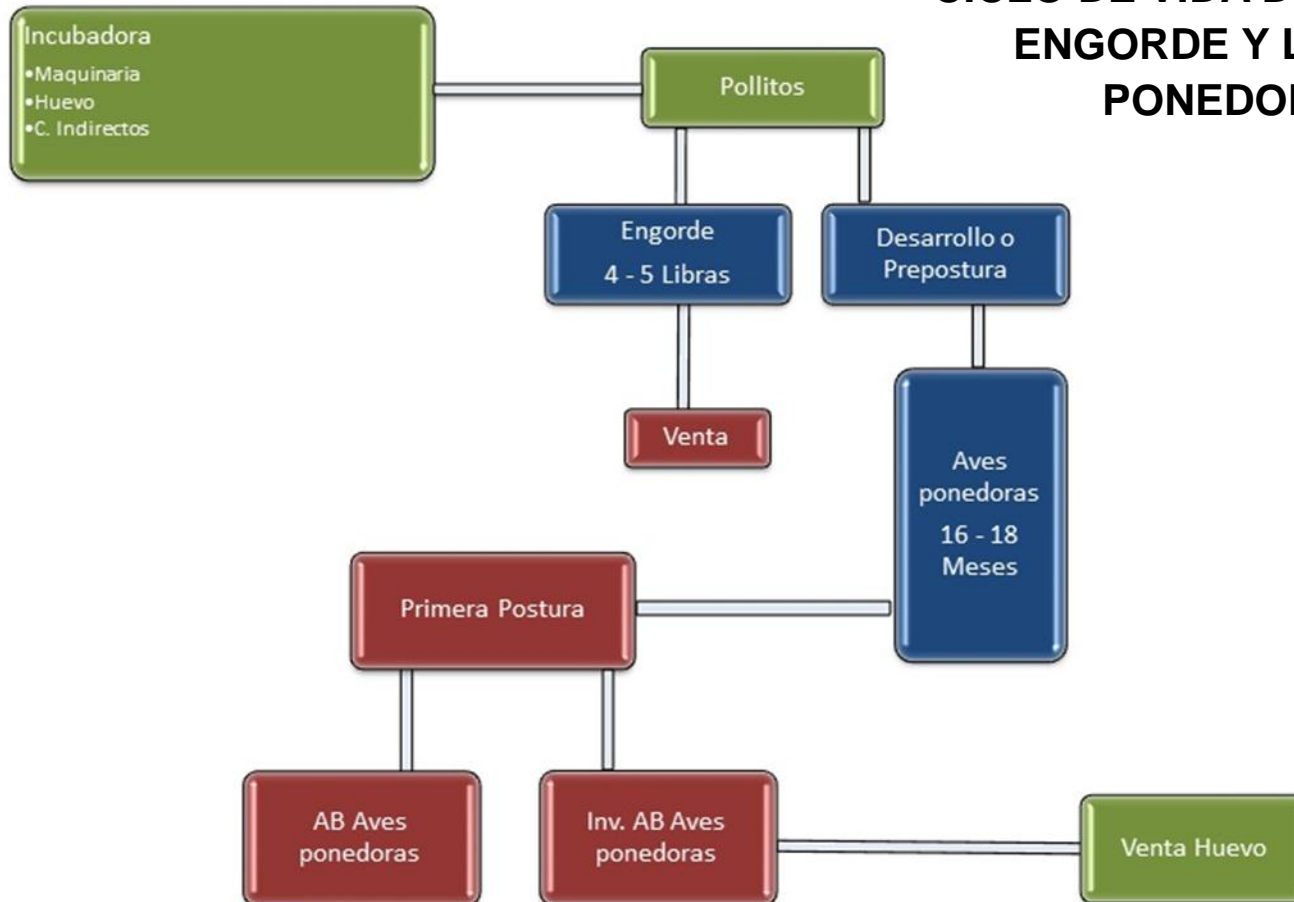 ENGORDE Y L
Incubadora
•Maquinaria
•Huevo
•C. Indirectos
Pollitos
Engorde
4 - 5 Libras
Desarrollo o
Prepostura
Venta
Aves
ponedoras
16 - 18
Meses
Primera Postura
AB Aves
ponedoras
Inv. AB Aves
ponedoras
Venta Huevo